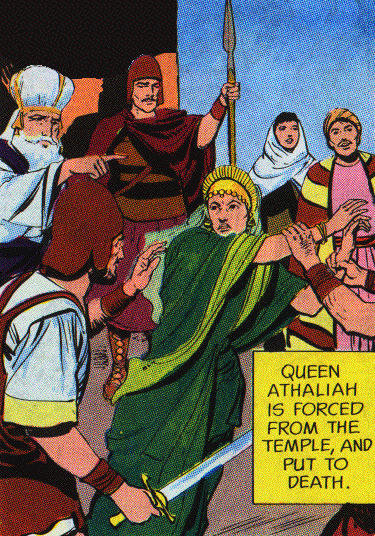 QUEEN
ATHALIAH
IS FORCED
FROM THE
TEMPLE, AND
PUT TO
DEATH.